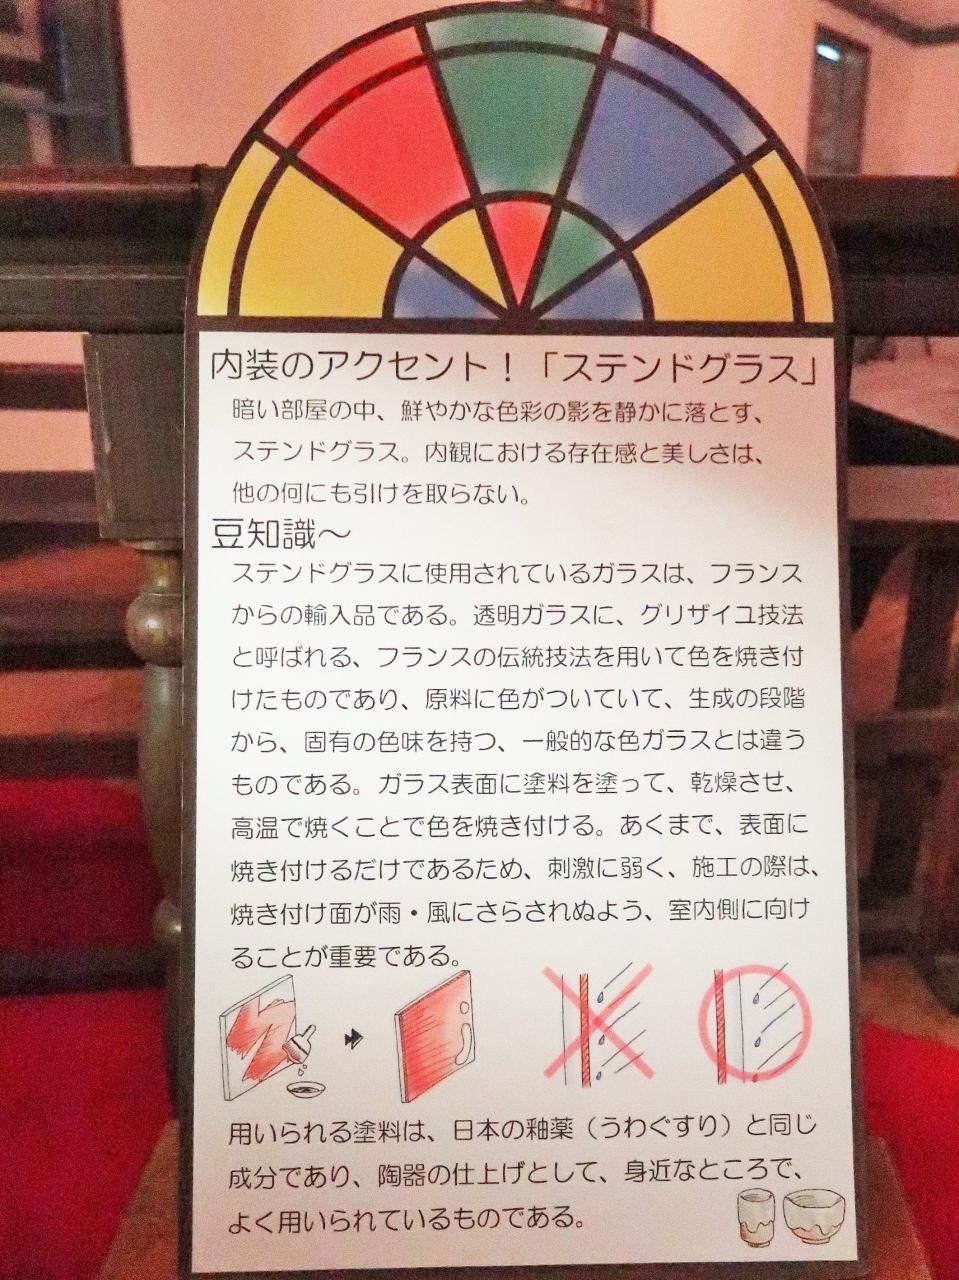 内装のアクセント！「ステンドグラス」
暗い部屋の中、鮮やかな色彩の影を静かに落とす、
ステンドグラス。内観における存在感と美しさは、
他の何にも引けを取らない。
豆知識～
ステンドグラスに使用されているガラスは、フランス
からの輸入品である。透明ガラスに、グリザイユ技法
と呼ばれる、フランスの伝統技法を用いて色を焼き付
けたものであり、原料に色がついていて、生成の段階
から、固有の色味を持つ、一般的な色ガラスとは違う
ものである。ガラス表面に塗料を塗って、乾燥させ、
高温で焼くことで色を焼き付ける。あくまで、表面に
焼き付けるだけであるため、刺激に弱く、施工の際は、
焼き付け面が雨・風にさらされぬよう、室内側に向け
ることが重要である。
用いられる塗料は、日本の釉薬（うわぐすり）と同じ
成分であり、陶器の仕上げとして、身近なところで、
よく用いられているものである。